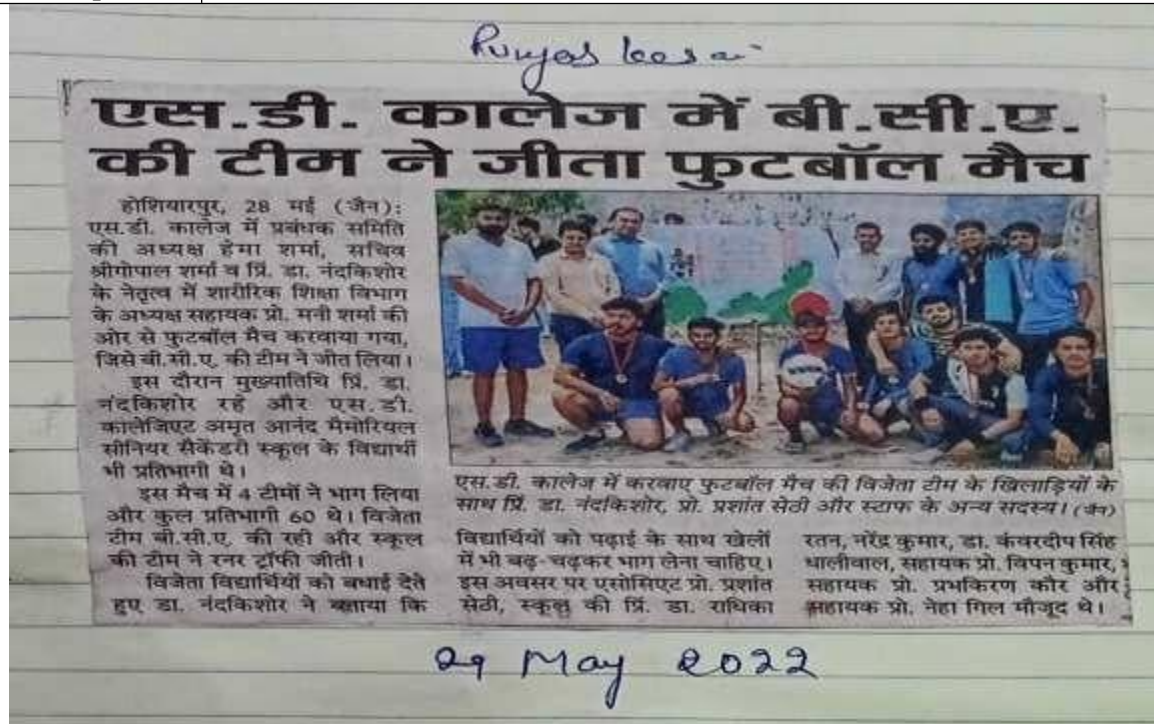 Punjab kesari
एस.डी. कालेज में बी.सी.ए.
की टीम ने जीता फुटबॉल मैच
होशियारपुर, 28 मई (जैन):
एस.डी. कालेज में प्रबंधक समिति
की अध्यक्ष हेमा शर्मा, सचिव
श्रीगोपाल शर्मा व प्रिं. डा. नंदकिशोर
के नेतृत्व में शारीरिक शिक्षा विभाग
के अध्यक्ष सहायक प्रो. मनी शर्मा की
ओर से फुटबॉल मैच करवाया गया,
जिसे बी.सी.ए. की टीम ने जीत लिया।
इस दौरान मुख्यातिथि प्रिं. डा.
नंदकिशोर रहे और एस.डी.
कालेजिएट अमृत आनंद मैमोरियल
सीनियर सैकेंडरी स्कूल के विद्यार्थी
भी प्रतिभागी थे।
इस मैच में 4 टीमों ने भाग लिया
और कुल प्रतिभागी 60 थे। विजेता
टीम बी.सी.ए. की रही और स्कूल
की टीम ने रनर ट्रॉफी जीती।
विजेता विद्यार्थियों को बधाई देते
हुए डा. नंदकिशोर ने बताया कि
एस.डी. कालेज में करवाए फुटबॉल मैच की विजेता टीम के खिलाड़ियों के
साथ प्रिं. डा. नंदकिशोर, प्रो. प्रशांत सेठी और स्टाफ के अन्य सदस्य। (जैन)
विद्यार्थियों को पढ़ाई के साथ खेलों
में भी बढ़-चढ़कर भाग लेना चाहिए।
इस अवसर पर एसोसिएट प्रो. प्रशांत
सेठी, स्कूल की प्रिं. डा. राधिका
रतन, नरेंद्र कुमार, डा. कंवरदीप सिंह
धालीवाल, सहायक प्रो. विपन कुमार,
सहायक प्रो. प्रभकिरण कौर और
सहायक प्रो. नेहा गिल मौजूद थे।
29 May 2022